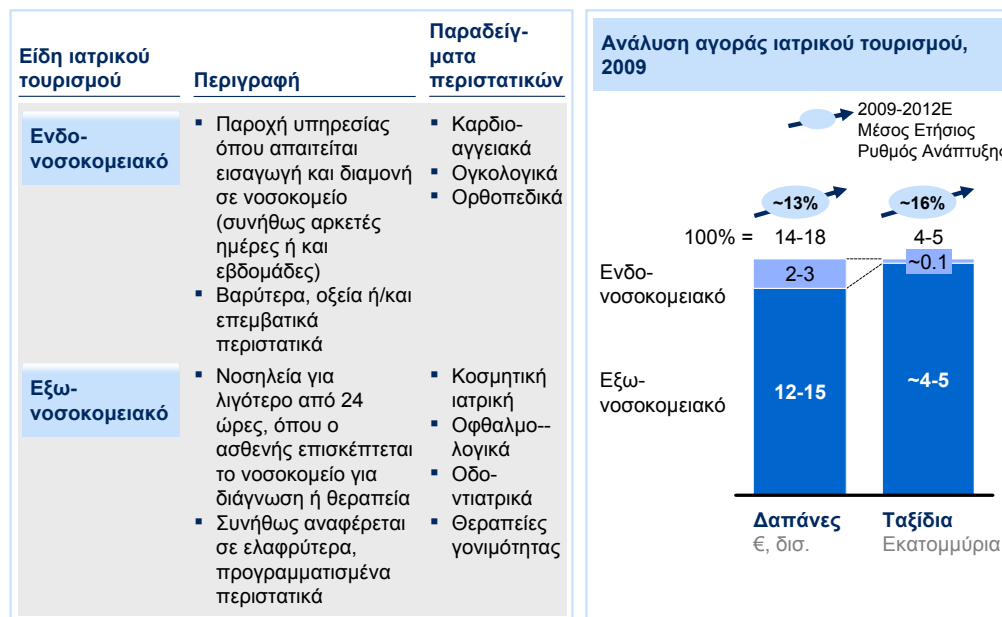 Είδη ιατρικού
τουρισμού
Περιγραφή
Παραδείγ-
ματα
περιστατικών
Ενδο-
νοσοκομειακό
▪ Παροχή υπηρεσίας
όπου απαιτείται
εισαγωγή και διαμονή
σε νοσοκομείο
(συνήθως αρκετές
ημέρες ή και
εβδομάδες)
▪ Βαρύτερα, οξεία ή/και
επεμβατικά
περιστατικά
▪ Καρδιο-
αγγειακά
▪ Ογκολογικά
▪ Ορθοπεδικά
Εξω-
νοσοκομειακό
▪ Νοσηλεία για
λιγότερο από 24
ώρες, όπου ο
ασθενής επισκέπτεται
το νοσοκομείο για
διάγνωση ή θεραπεία
▪ Συνήθως αναφέρεται
σε ελαφρύτερα,
προγραμματισμένα
περιστατικά
▪ Κοσμητική
ιατρική
▪ Οφθαλμο--
λογικά
▪ Οδο-
ντιατρικά
▪ Θεραπείες
γονιμότητας
Ανάλυση αγοράς ιατρικού τουρισμού,
2009
2009-2012E
Μέσος Ετήσιος
Ρυθμός Ανάπτυξης
~13% ~16%
100% = 14-18 4-5
Ενδο-
νοσοκομειακό
2-3 ~0.1
Εξω-
νοσοκομειακό
12-15 ~4-5
Δαπάνες Ταξίδια
€, δισ. Εκατομμύρια